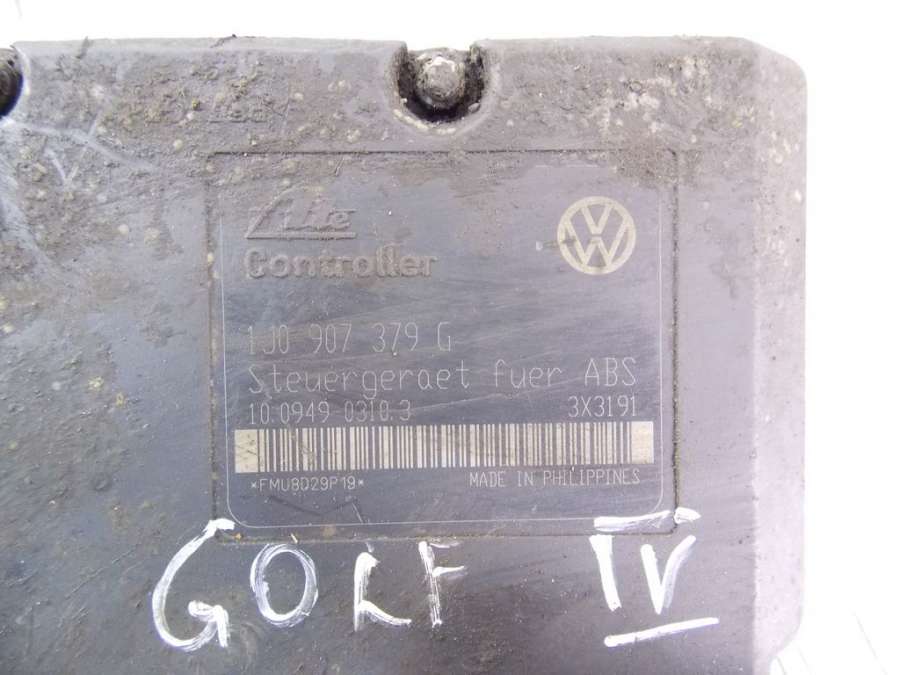 Ate
Controller
1J0 907 379 G
Steuergeraet fuer ABS
10.0949-0310.3 3X3191
*FMU8D29P19*
MADE IN PHILIPPINES
GOLF IV